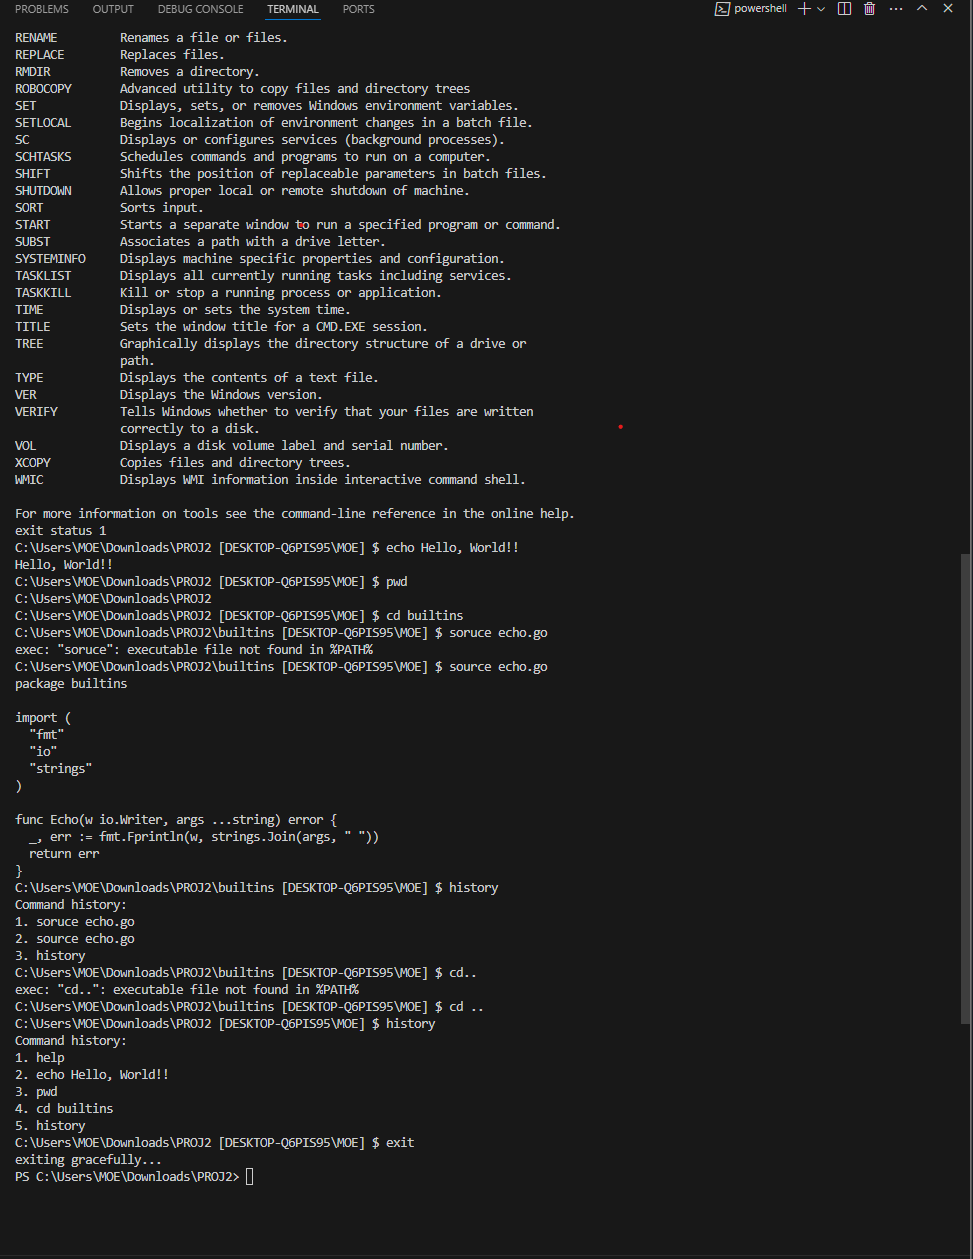 PROBLEMS OUTPUT DEBUG CONSOLE TERMINAL PORTS powershell
RENAME Renames a file or files.
REPLACE Replaces files.
RMDIR Removes a directory.
ROBOCOPY Advanced utility to copy files and directory trees
SET Displays, sets, or removes Windows environment variables.
SETLOCAL Begins localization of environment changes in a batch file.
SC Displays or configures services (background processes).
SCHTASKS Schedules commands and programs to run on a computer.
SHIFT Shifts the position of replaceable parameters in batch files.
SHUTDOWN Allows proper local or remote shutdown of machine.
SORT Sorts input.
START Starts a separate window to run a specified program or command.
SUBST Associates a path with a drive letter.
SYSTEMINFO Displays machine specific properties and configuration.
TASKLIST Displays all currently running tasks including services.
TASKKILL Kill or stop a running process or application.
TIME Displays or sets the system time.
TITLE Sets the window title for a CMD.EXE session.
TREE Graphically displays the directory structure of a drive or
path.
TYPE Displays the contents of a text file.
VER Displays the Windows version.
VERIFY Tells Windows whether to verify that your files are written
correctly to a disk.
VOL Displays a disk volume label and serial number.
XCOPY Copies files and directory trees.
WMIC Displays WMI information inside interactive command shell.
For more information on tools see the command-line reference in the online help.
exit status 1
C:\Users\MOE\Downloads\PROJ2 [DESKTOP-Q6PIS95\MOE] $ echo Hello, World!!
Hello, World!!
C:\Users\MOE\Downloads\PROJ2 [DESKTOP-Q6PIS95\MOE] $ pwd
C:\Users\MOE\Downloads\PROJ2
C:\Users\MOE\Downloads\PROJ2 [DESKTOP-Q6PIS95\MOE] $ cd builtins
C:\Users\MOE\Downloads\PROJ2\builtins [DESKTOP-Q6PIS95\MOE] $ soruce echo.go
exec: "soruce": executable file not found in %PATH%
C:\Users\MOE\Downloads\PROJ2\builtins [DESKTOP-Q6PIS95\MOE] $ source echo.go
package builtins
import (
"fmt"
"io"
"strings"
)
func Echo(w io.Writer, args ...string) error {
_, err := fmt.Fprintln(w, strings.Join(args, " "))
return err
}
C:\Users\MOE\Downloads\PROJ2\builtins [DESKTOP-Q6PIS95\MOE] $ history
Command history:
1. soruce echo.go
2. source echo.go
3. history
C:\Users\MOE\Downloads\PROJ2\builtins [DESKTOP-Q6PIS95\MOE] $ cd..
exec: "cd..": executable file not found in %PATH%
C:\Users\MOE\Downloads\PROJ2\builtins [DESKTOP-Q6PIS95\MOE] $ cd ..
C:\Users\MOE\Downloads\PROJ2 [DESKTOP-Q6PIS95\MOE] $ history
Command history:
1. help
2. echo Hello, World!!
3. pwd
4. cd builtins
5. history
C:\Users\MOE\Downloads\PROJ2 [DESKTOP-Q6PIS95\MOE] $ exit
exiting gracefully...
PS C:\Users\MOE\Downloads\PROJ2>